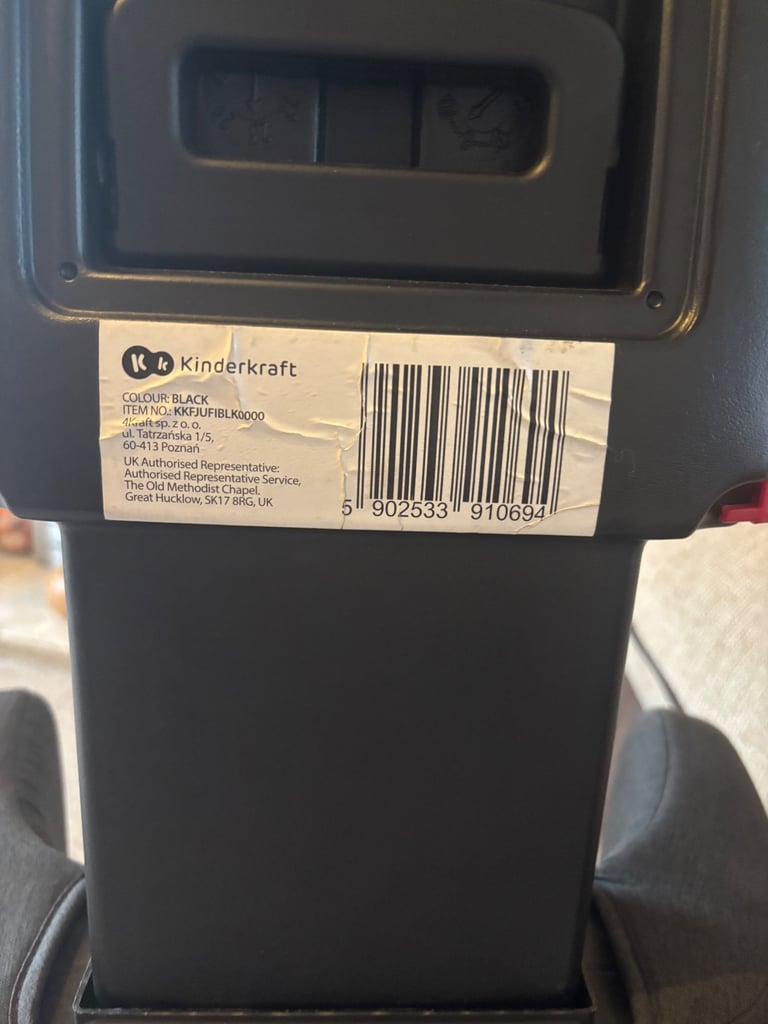 Kk Kinderkraft
COLOUR: BLACK
ITEM NO.: KKFJUFIBLK0000
4Kraft sp. z o. o.
ul. Tatrzańska 1/5,
60-413 Poznań
UK Authorised Representative:
Authorised Representative Service,
The Old Methodist Chapel.
Great Hucklow, SK17 8RG, UK
5 902533 910694